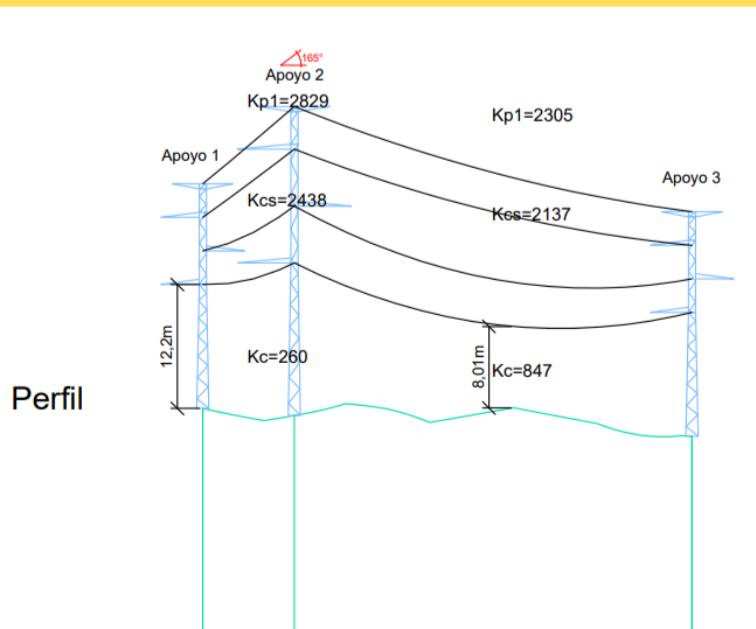 165°
Apoyo 2
Kp1=2829
Kp1=2305
Apoyo 1
Apoyo 3
Kcs=2438
Kcs=2137
12,2m
8,01m
Kc=260
Kc=847
Perfil